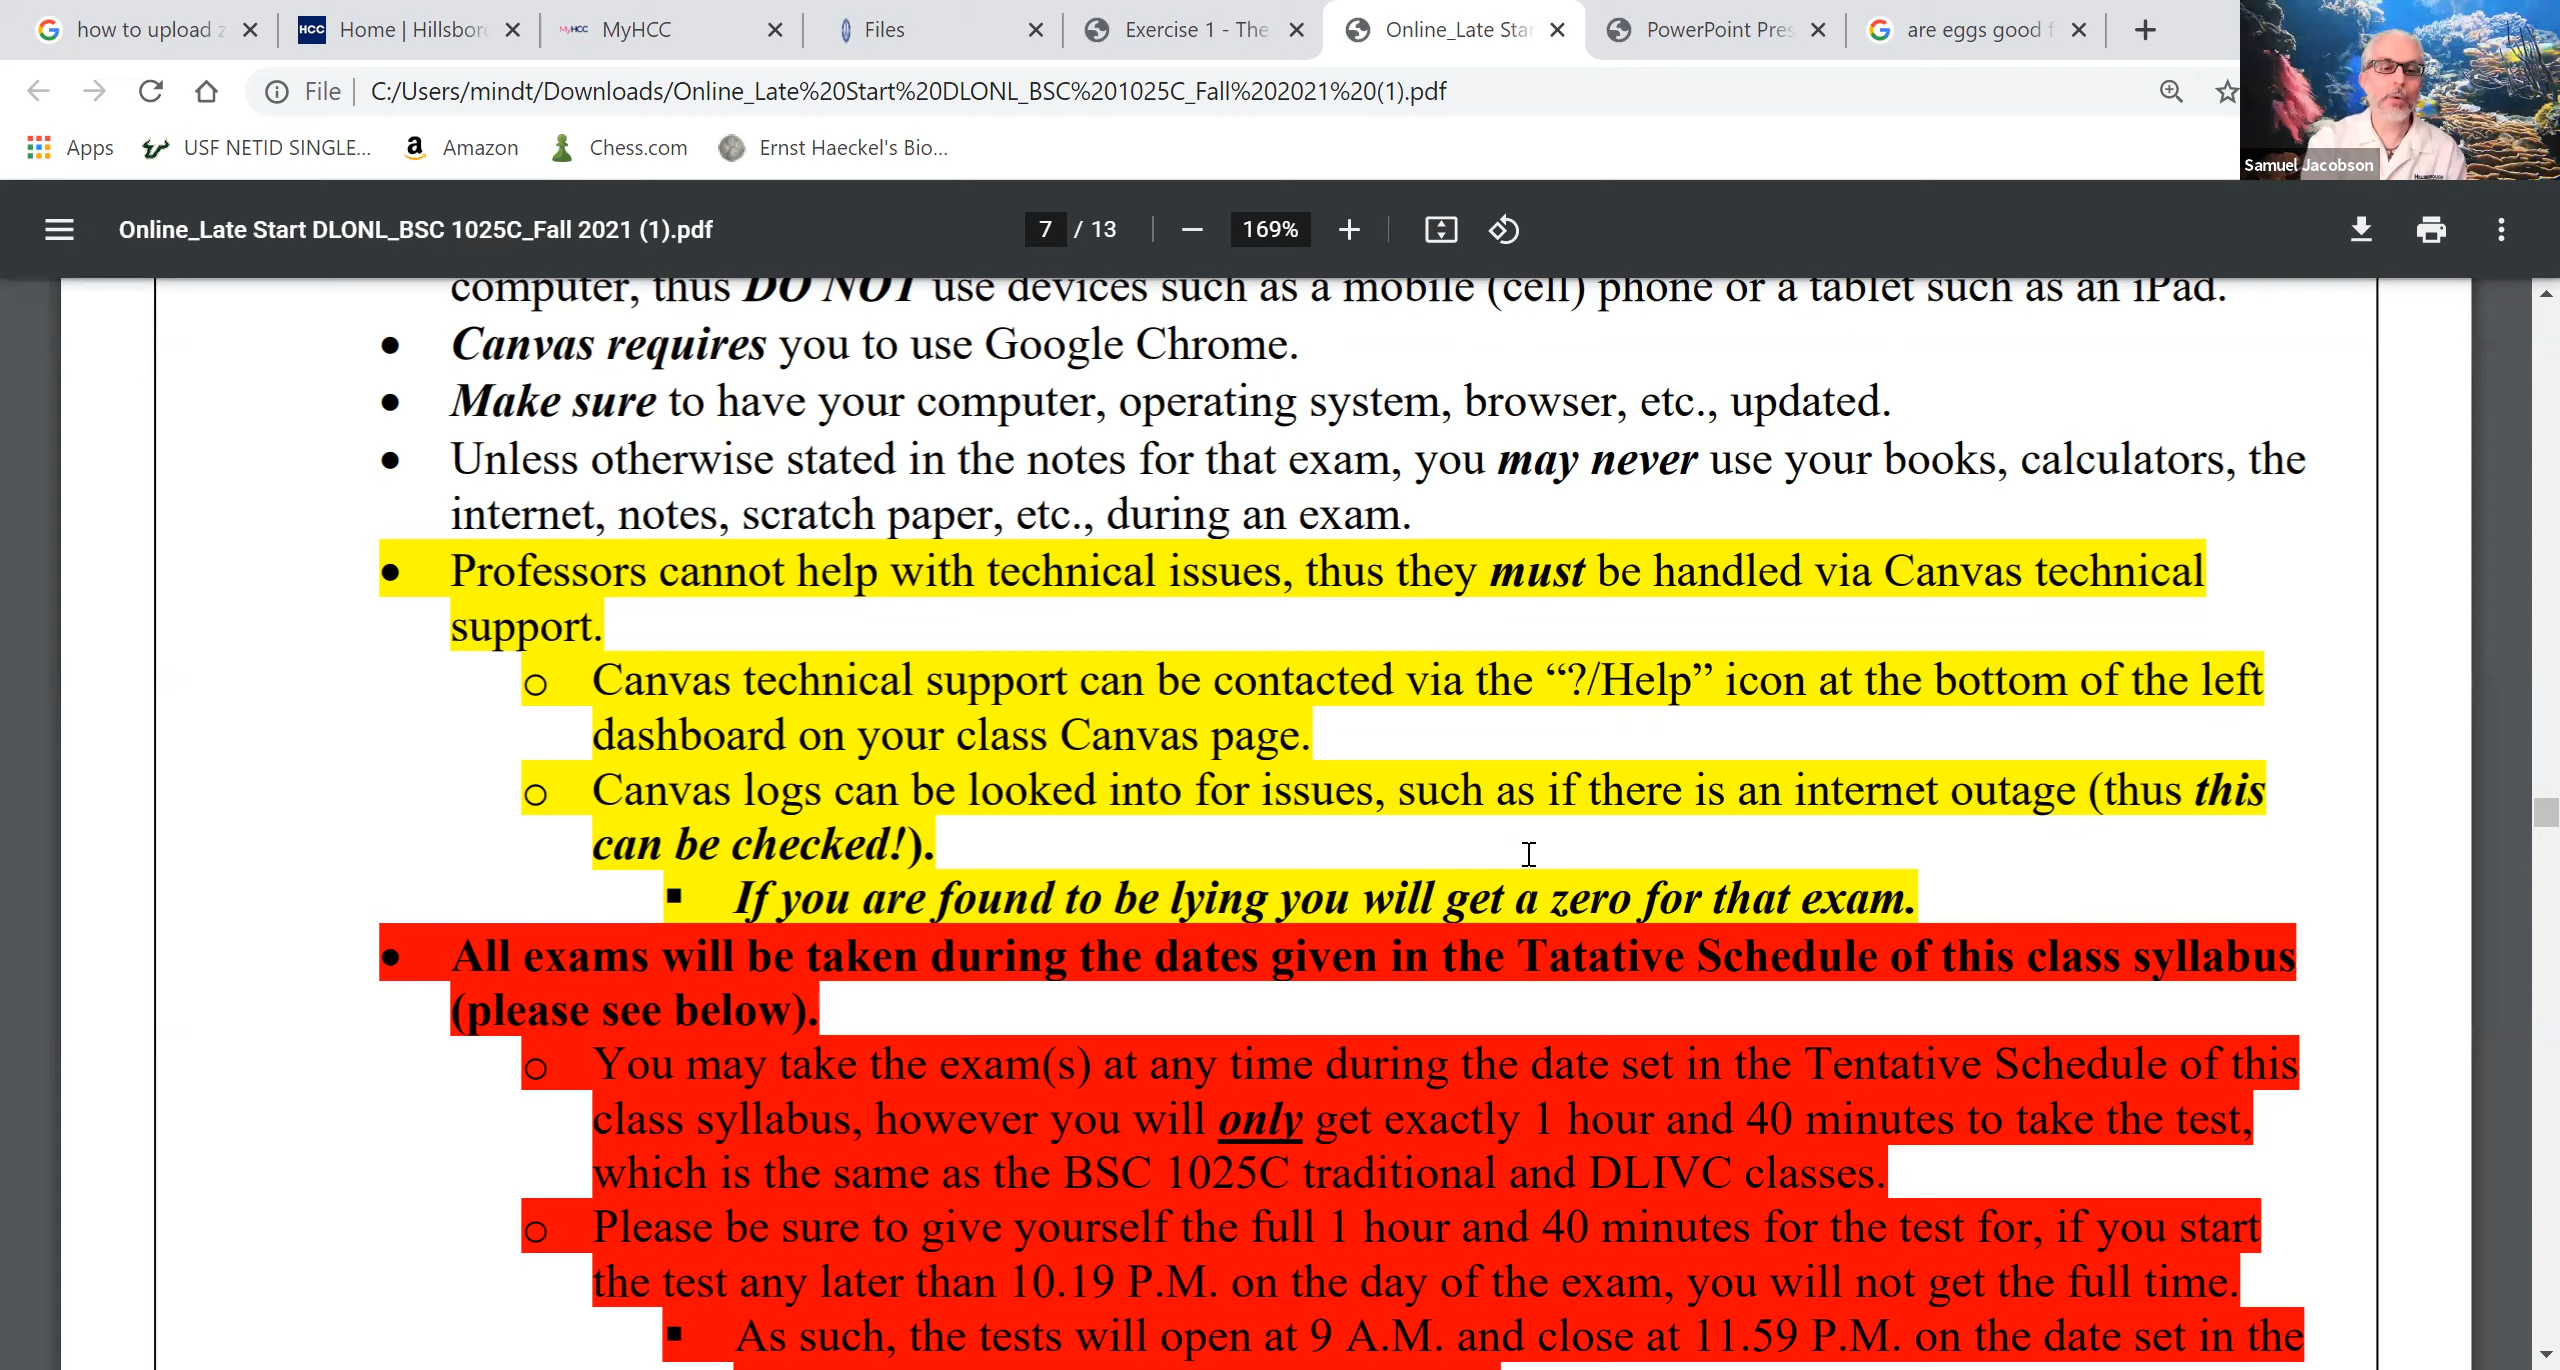 how to upload z
HCC Home | Hillsbor
MyHCC MyHCC
Files
Exercise 1 - The
Online_Late Star
PowerPoint Pres
are eggs good f
File C:/Users/mindt/Downloads/Online_Late%20Start%20DLONL_BSC%201025C_Fall%202021%20(1).pdf
Apps USF NETID SINGLE... Amazon Chess.com Ernst Haeckel's Bio...
Samuel Jacobson
Online_Late Start DLONL_BSC 1025C_Fall 2021 (1).pdf 7 / 13 169%
computer, thus DO NOT use devices such as a mobile (cell) phone or a tablet such as an iPad.
• Canvas requires you to use Google Chrome.
• Make sure to have your computer, operating system, browser, etc., updated.
• Unless otherwise stated in the notes for that exam, you may never use your books, calculators, the
internet, notes, scratch paper, etc., during an exam.
• Professors cannot help with technical issues, thus they must be handled via Canvas technical
support.
o Canvas technical support can be contacted via the “?/Help” icon at the bottom of the left
dashboard on your class Canvas page.
o Canvas logs can be looked into for issues, such as if there is an internet outage (thus this
can be checked!).
▪ If you are found to be lying you will get a zero for that exam.
• All exams will be taken during the dates given in the Tatative Schedule of this class syllabus
(please see below).
o You may take the exam(s) at any time during the date set in the Tentative Schedule of this
class syllabus, however you will only get exactly 1 hour and 40 minutes to take the test,
which is the same as the BSC 1025C traditional and DLIVC classes.
o Please be sure to give yourself the full 1 hour and 40 minutes for the test for, if you start
the test any later than 10.19 P.M. on the day of the exam, you will not get the full time.
▪ As such, the tests will open at 9 A.M. and close at 11.59 P.M. on the date set in the